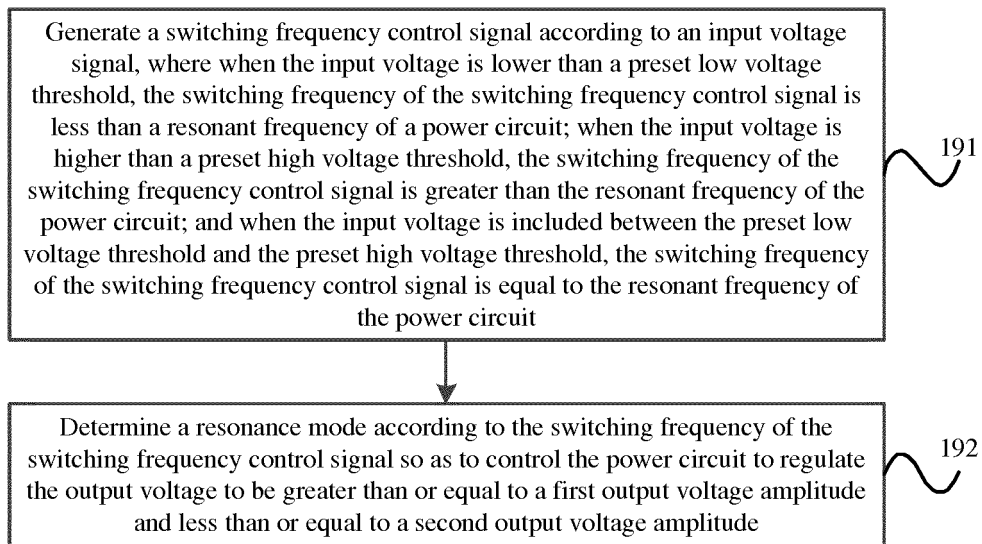 Generate a switching frequency control signal according to an input voltage
signal, where when the input voltage is lower than a preset low voltage
threshold, the switching frequency of the switching frequency control signal is
less than a resonant frequency of a power circuit; when the input voltage is
higher than a preset high voltage threshold, the switching frequency of the
switching frequency control signal is greater than the resonant frequency of the
power circuit; and when the input voltage is included between the preset low
voltage threshold and the preset high voltage threshold, the switching frequency
of the switching frequency control signal is equal to the resonant frequency of
the power circuit
191
Determine a resonance mode according to the switching frequency of the
switching frequency control signal so as to control the power circuit to regulate
the output voltage to be greater than or equal to a first output voltage amplitude
and less than or equal to a second output voltage amplitude
192